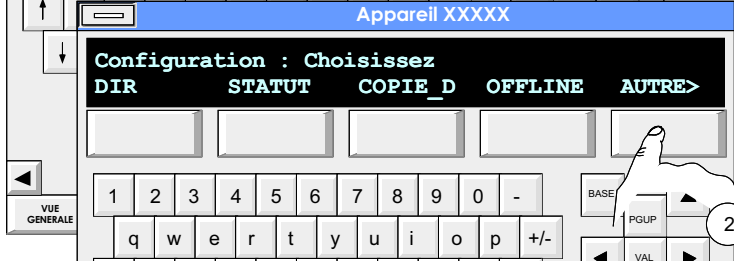 Appareil XXXXX
Configuration : Choisissez
DIR STATUT COPIE_D OFFLINE AUTRE>
1 2 3 4 5 6 7 8 9 0 - BASE
VUE
GENERALE
PGUP 2
q w e r t y u i o p +/-
VAL